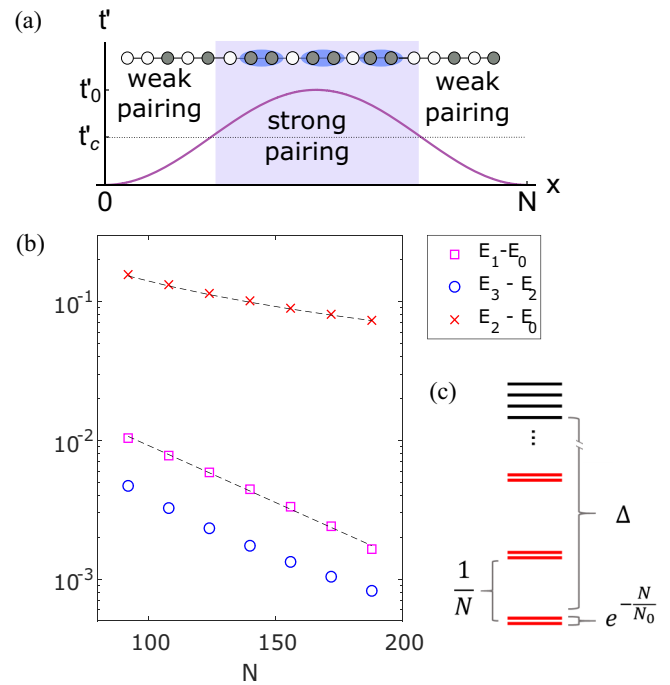 (a)
t'
weak pairing
t'₀
strong pairing
t'c
weak pairing
0
N
x
(b)
10⁻¹
10⁻²
10⁻³
100
150
200
N
E₁-E₀
E₃ - E₂
E₂ - E₀
(c)
⋮
Δ
1/N
e^{-N/N₀}